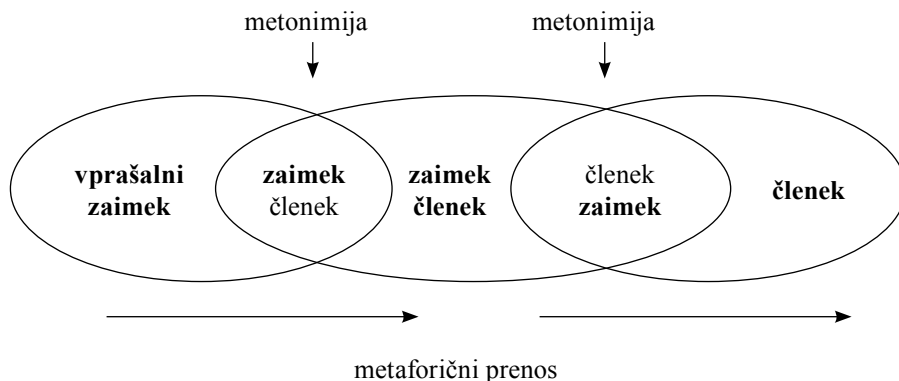 metonimija
metonimija
vprašalni
zaimek
zaimek
členek
zaimek
členek
členek
zaimek
členek
metaforični prenos